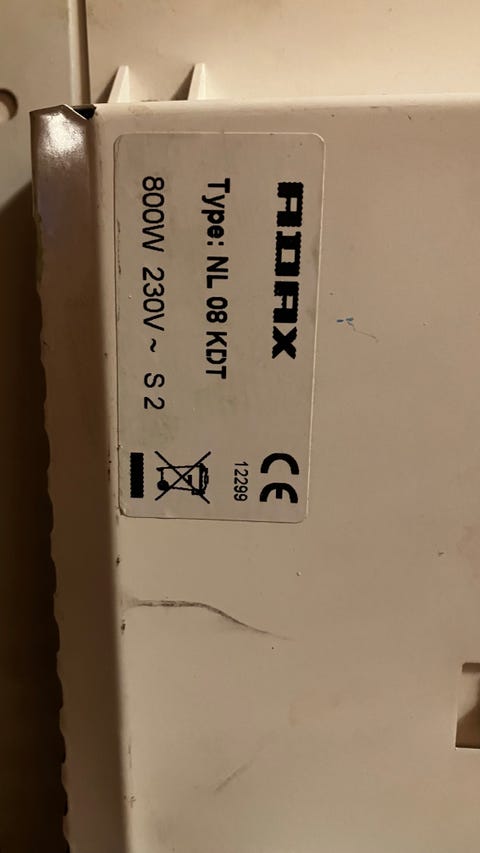 ADAX
Type: NL 08 KDT
800W 230V ~ S 2
CE
12299